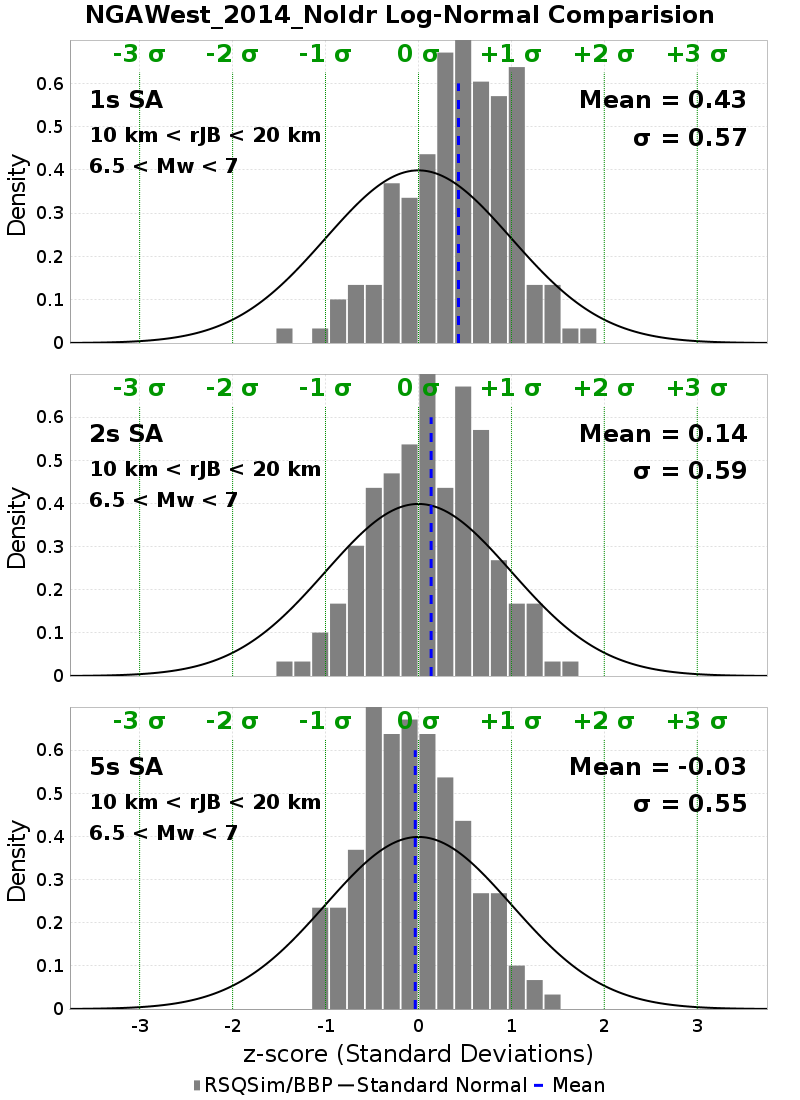 NGAWest_2014_NoIdr Log-Normal Comparision
-3 σ -2 σ -1 σ 0 σ +1 σ +2 σ +3 σ
1s SA Mean = 0.43
10 km < rJB < 20 km σ = 0.57
6.5 < Mw < 7
Density
0.6
0.5
0.4
0.3
0.2
0.1
0
-3 σ -2 σ -1 σ 0 σ +1 σ +2 σ +3 σ
2s SA Mean = 0.14
10 km < rJB < 20 km σ = 0.59
6.5 < Mw < 7
Density
0.6
0.5
0.4
0.3
0.2
0.1
0
-3 σ -2 σ -1 σ 0 σ +1 σ +2 σ +3 σ
5s SA Mean = -0.03
10 km < rJB < 20 km σ = 0.55
6.5 < Mw < 7
Density
0.6
0.5
0.4
0.3
0.2
0.1
0
-3 -2 -1 0 1 2 3
z-score (Standard Deviations)
RSQSim/BBP Standard Normal Mean